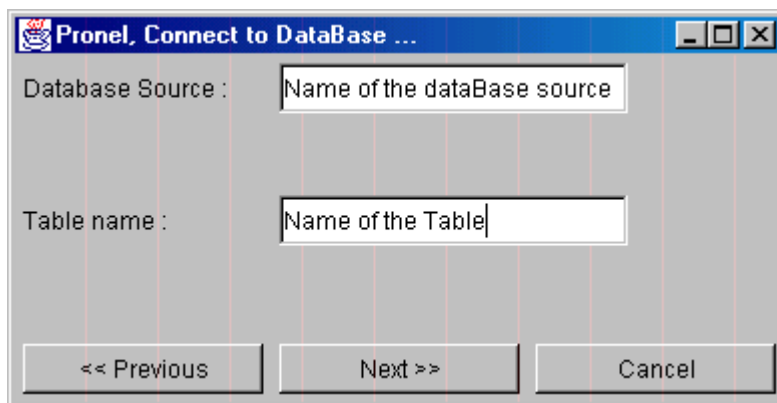 Pronel, Connect to DataBase ...
Database Source : Name of the dataBase source
Table name : Name of the Table
<< Previous Next >> Cancel